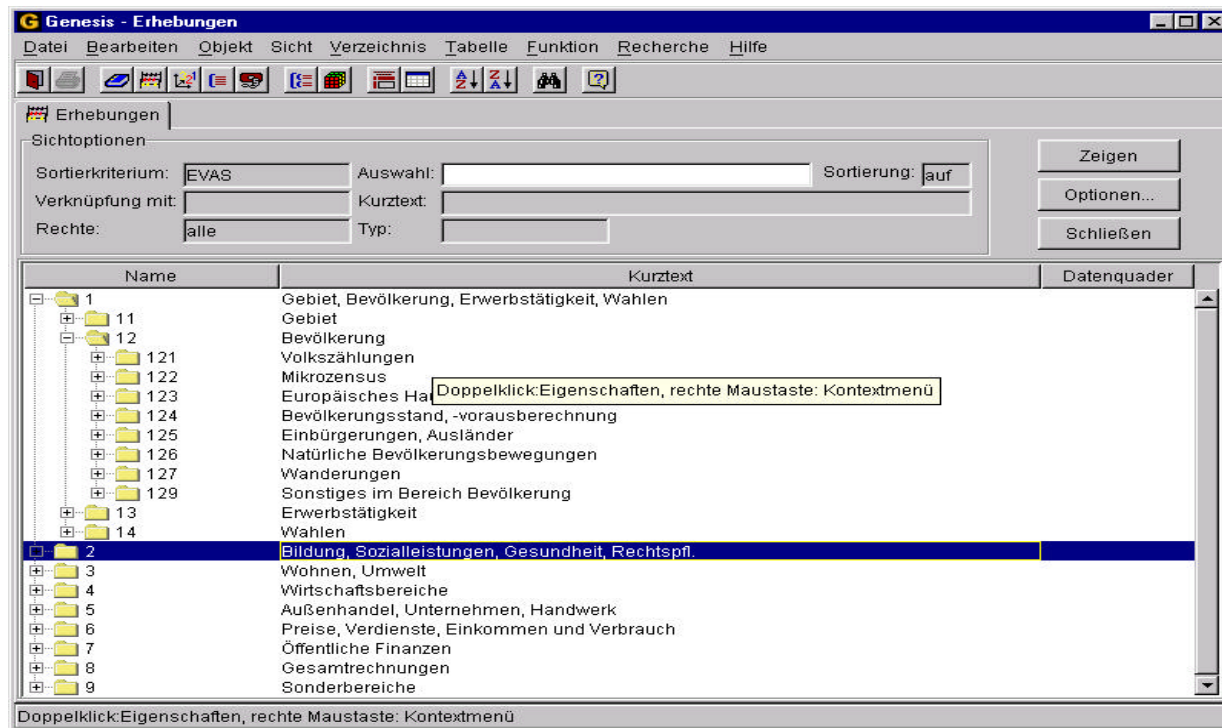 Genesis - Erhebungen
Datei Bearbeiten Objekt Sicht Verzeichnis Tabelle Funktion Recherche Hilfe
Erhebungen
Sichtoptionen
Sortierkriterium: EVAS Auswahl: Sortierung: auf Zeigen
Verknüpfung mit: Kurztext: Optionen...
Rechte: alle Typ: Schließen
Name Kurztext Datenquader
1 Gebiet, Bevölkerung, Erwerbstätigkeit, Wahlen
11 Gebiet
12 Bevölkerung
121 Volkszählungen
122 Mikrozensus
Doppelklick:Eigenschaften, rechte Maustaste: Kontextmenü
123 Europäisches
124 Bevölkerungsstand, -vorausberechnung
125 Einbürgerungen, Ausländer
126 Natürliche Bevölkerungsbewegungen
127 Wanderungen
129 Sonstiges im Bereich Bevölkerung
13 Erwerbstätigkeit
14 Wahlen
2 Bildung, Sozialleistungen, Gesundheit, Rechtspfl.
3 Wohnen, Umwelt
4 Wirtschaftsbereiche
5 Außenhandel, Unternehmen, Handwerk
6 Preise, Verdienste, Einkommen und Verbrauch
7 Öffentliche Finanzen
8 Gesamtrechnungen
9 Sonderbereiche
Doppelklick:Eigenschaften, rechte Maustaste: Kontextmenü